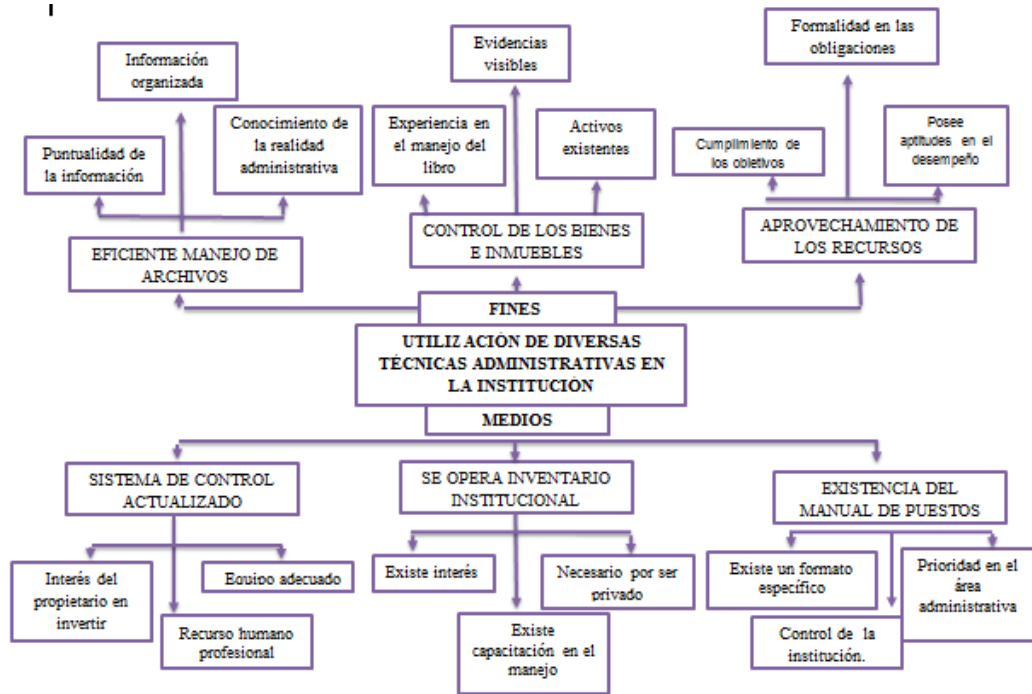 Información
organizada
Evidencias
visibles
Formalidad en las
obligaciones
Puntualidad de
la información
Conocimiento de
la realidad
administrativa
Experiencia en
el manejo del
libro
Activos
existentes
Cumplimiento de
los obietivos
Posee
aptitudes en el
desempeño
EFICIENTE MANEJO DE
ARCHIVOS
CONTROL DE LOS BIENES
E INMUEBLES
APROVECHAMIENTO DE
LOS RECURSOS
FINES
UTILIZACIÓN DE DIVERSAS
TÉCNICAS ADMINISTRATIVAS EN
LA INSTITUCIÓN
MEDIOS
SISTEMA DE CONTROL
ACTUALIZADO
SE OPERA INVENTARIO
INSTITUCIONAL
EXISTENCIA DEL
MANUAL DE PUESTOS
Interés del
propietario en
invertir
Recurso humano
profesional
Equipo adecuado
Existe interés
Existe
capacitación en el
manejo
Necesario por ser
privado
Existe un formato
específico
Control de la
institución.
Prioridad en el
área
administrativa